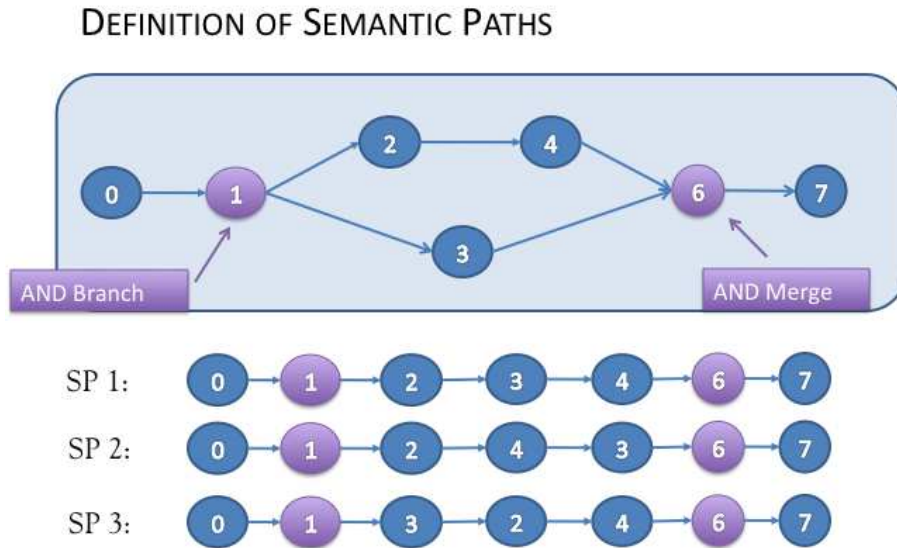 DEFINITION OF SEMANTIC PATHS
2 4
0 1 6 7
3
AND Branch AND Merge
SP 1: 0 1 2 3 4 6 7
SP 2: 0 1 2 4 3 6 7
SP 3: 0 1 3 2 4 6 7